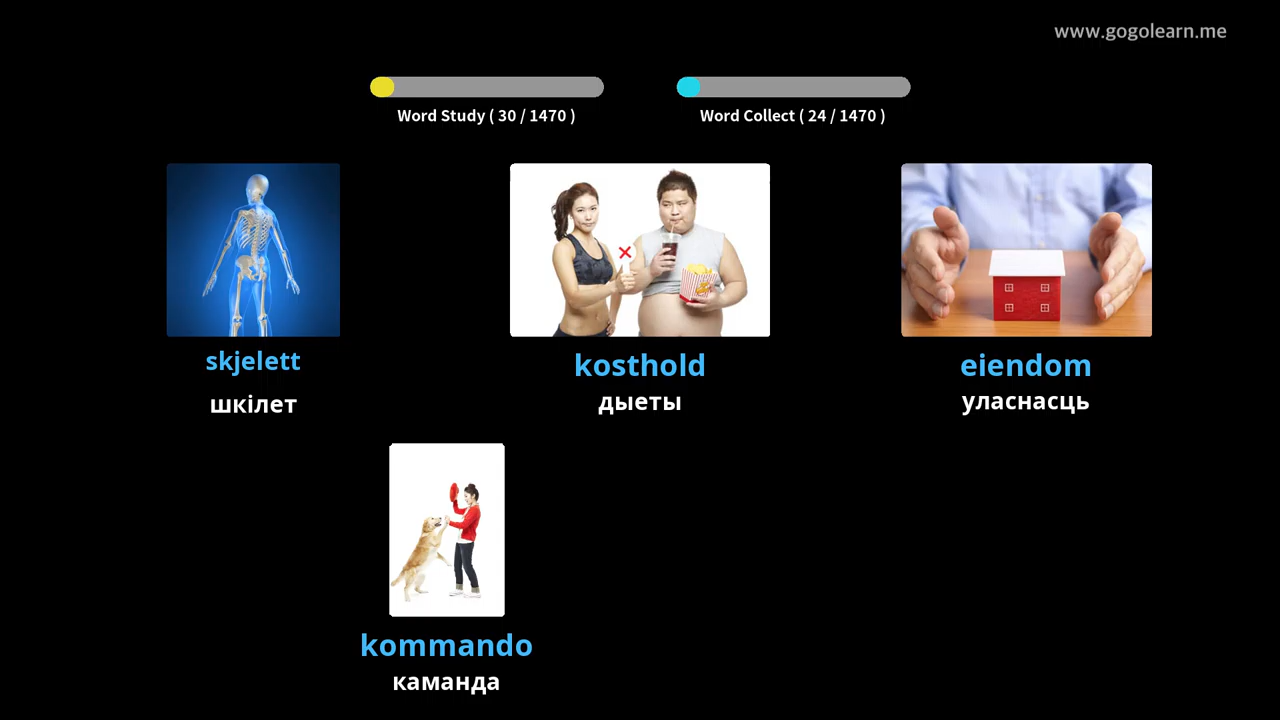 www.gogolearn.me
Word Study ( 30 / 1470 )
Word Collect ( 24 / 1470 )
skjelett
шкілет
kosthold
дыеты
eiendom
уласнасць
kommando
каманда